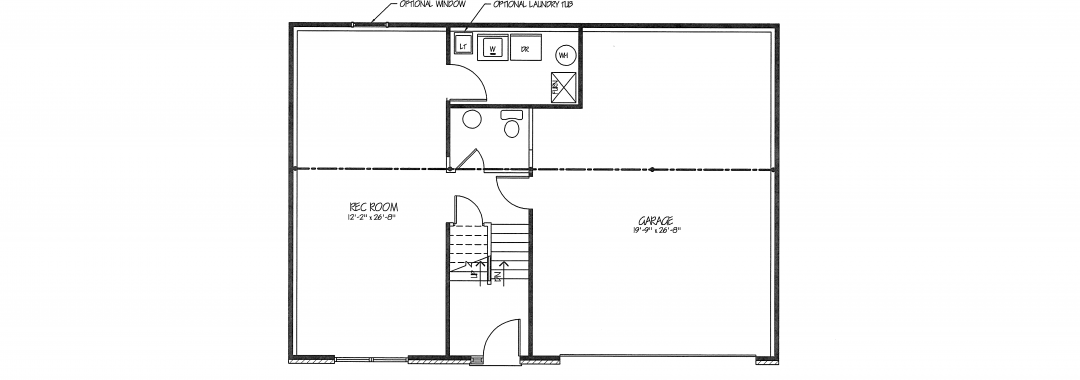 OPTIONAL WINDOW
OPTIONAL LAUNDRY TUB
LT
W
DR
WH
FURN
REC ROOM
12'-2" x 26'-8"
GARAGE
19'-9" x 26'-8"
UP
DN